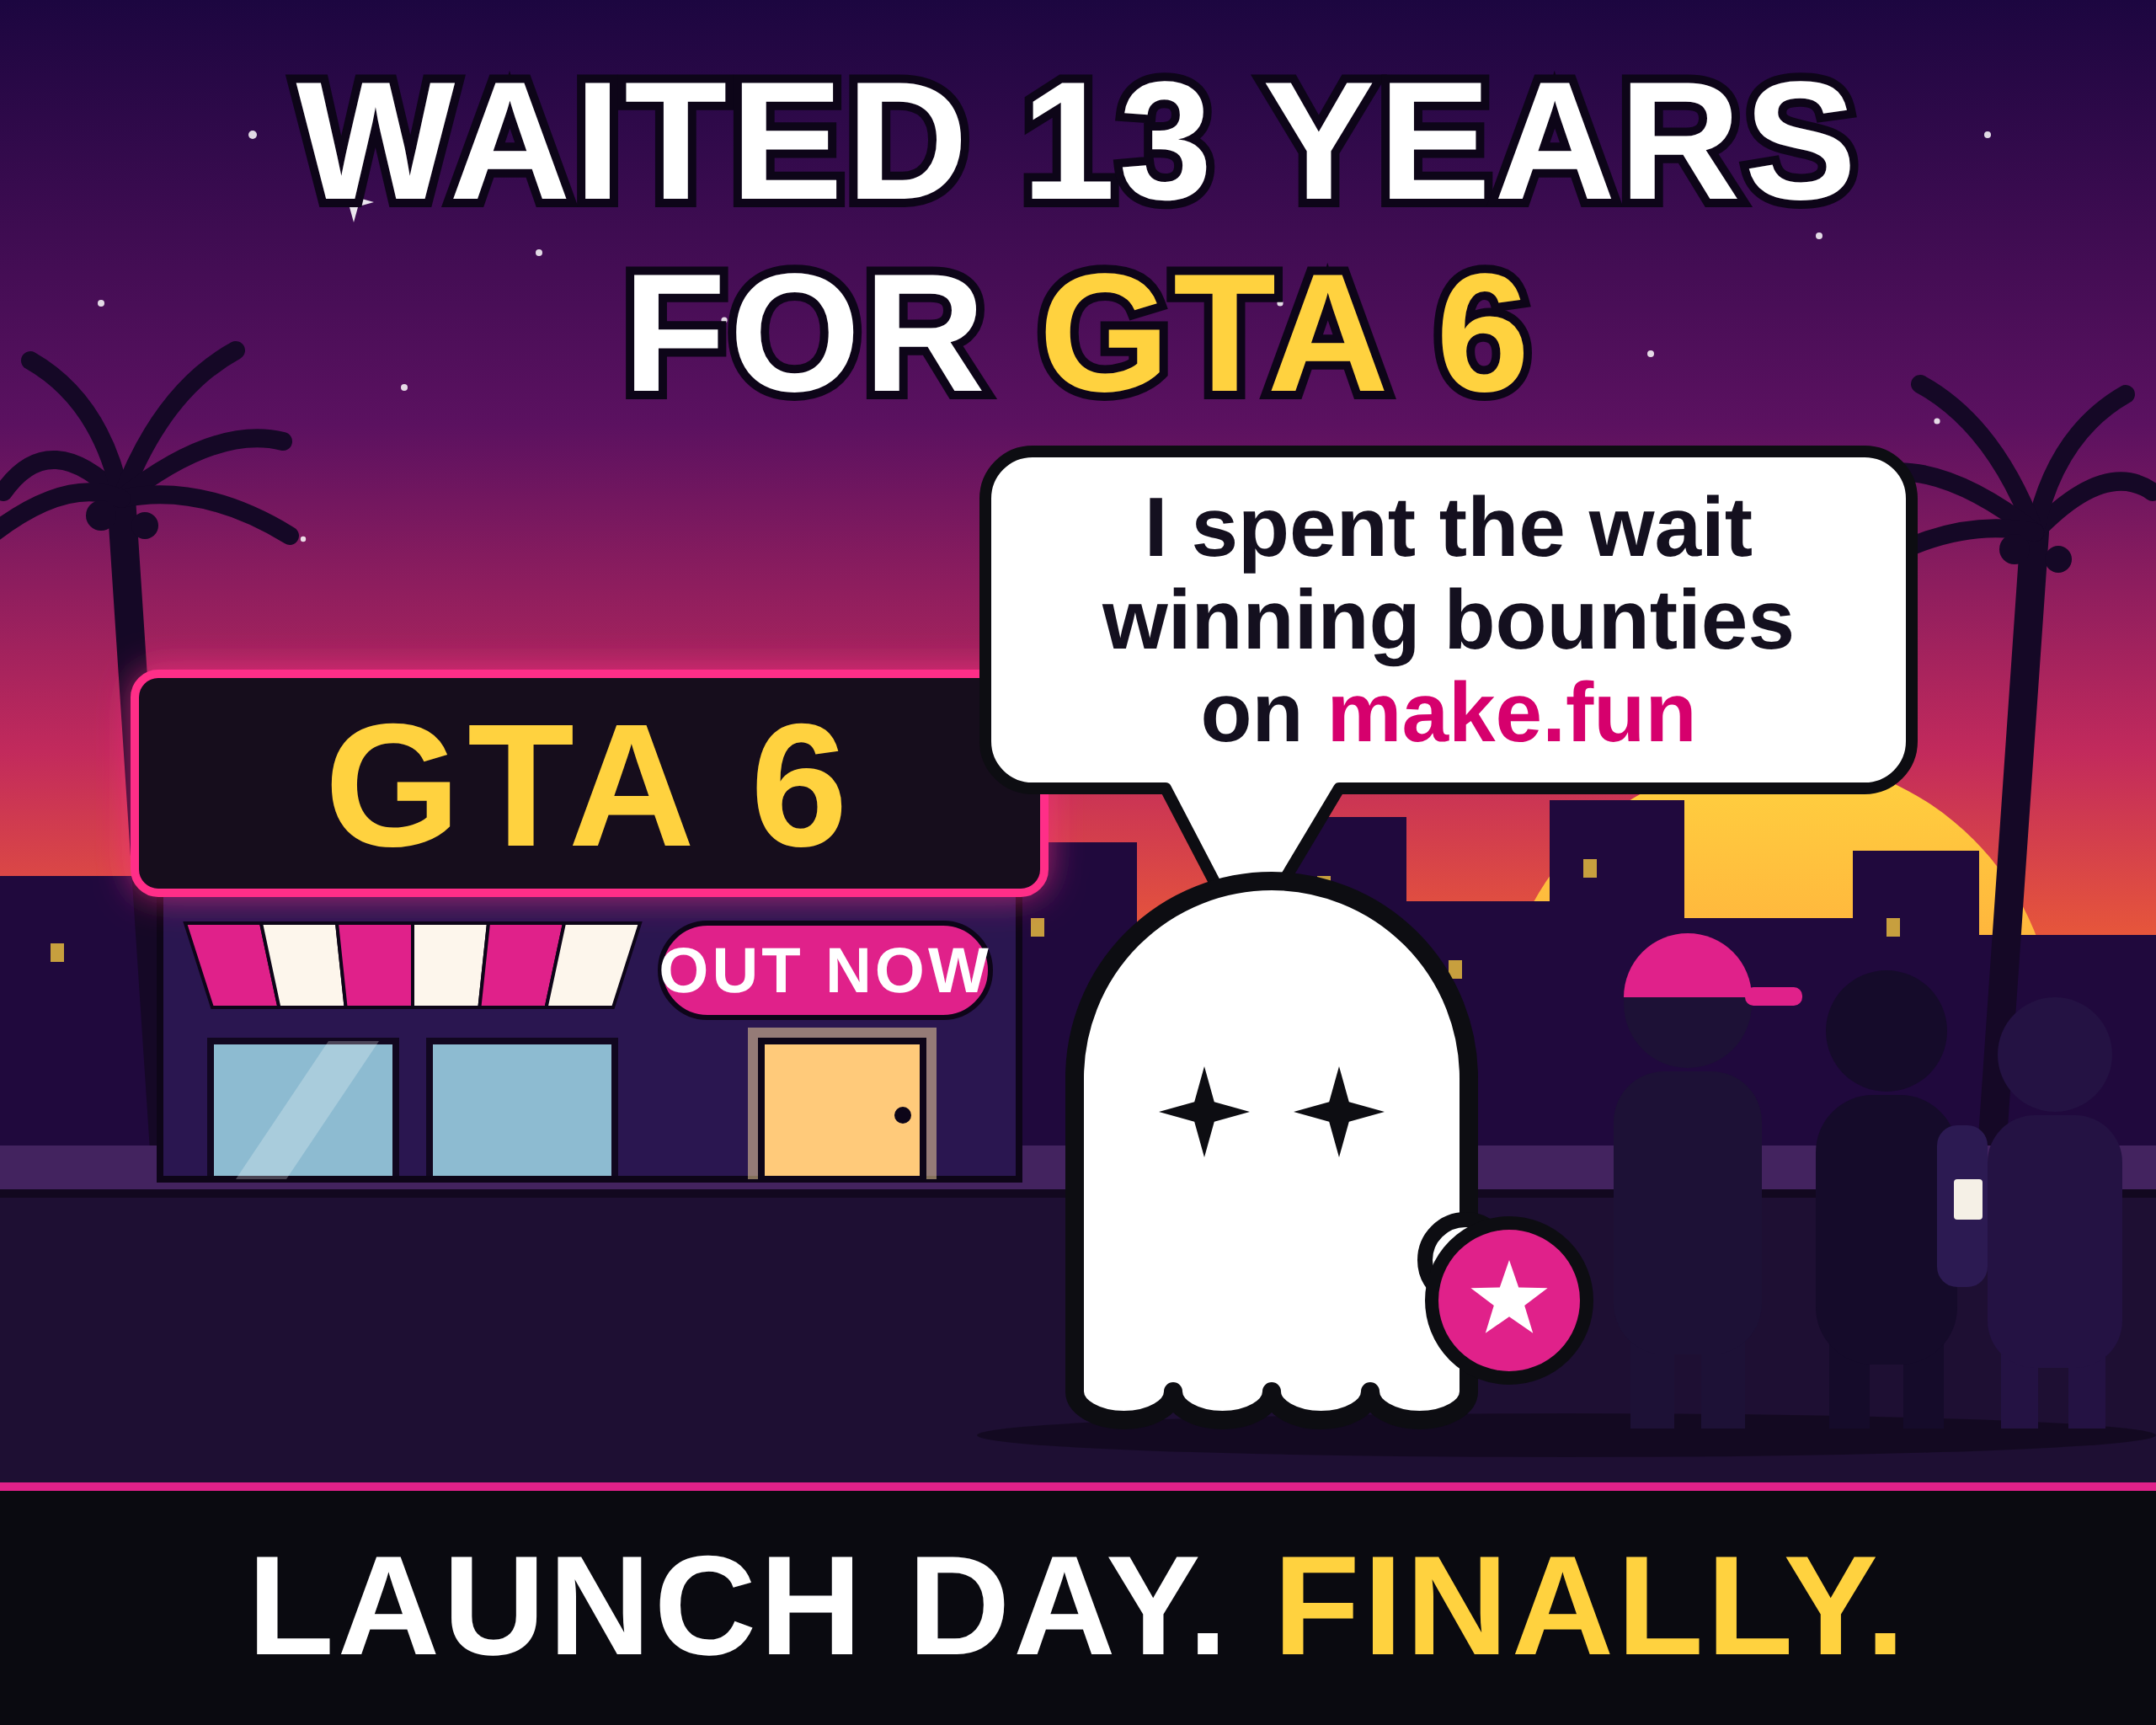 WAITED 13 YEARS
FOR GTA 6
I spent the wait
winning bounties
on make.fun
GTA 6
OUT NOW
LAUNCH DAY. FINALLY.